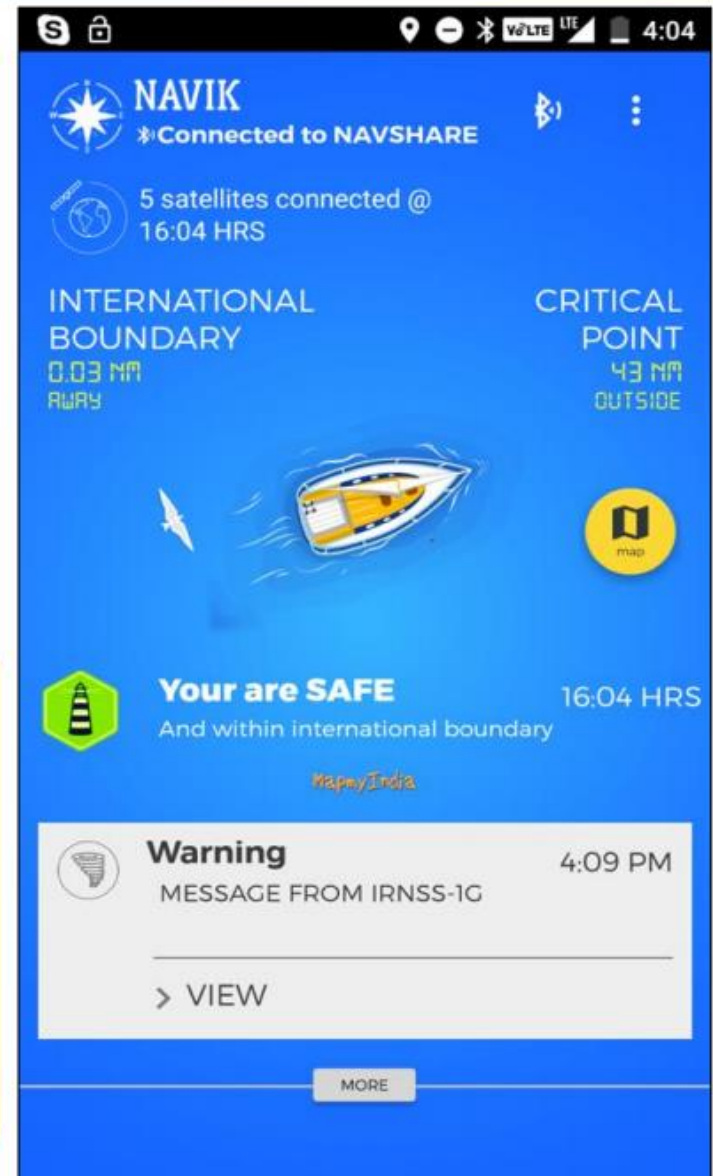 VoLTE LTE 4:04
NAVIK
Connected to NAVSHARE
5 satellites connected @
16:04 HRS
INTERNATIONAL
BOUNDARY
0.03 NM
AWAY
CRITICAL
POINT
43 NM
OUTSIDE
map
Your are SAFE
16:04 HRS
And within international boundary
MapmyIndia
Warning
4:09 PM
MESSAGE FROM IRNSS-1G
> VIEW
MORE